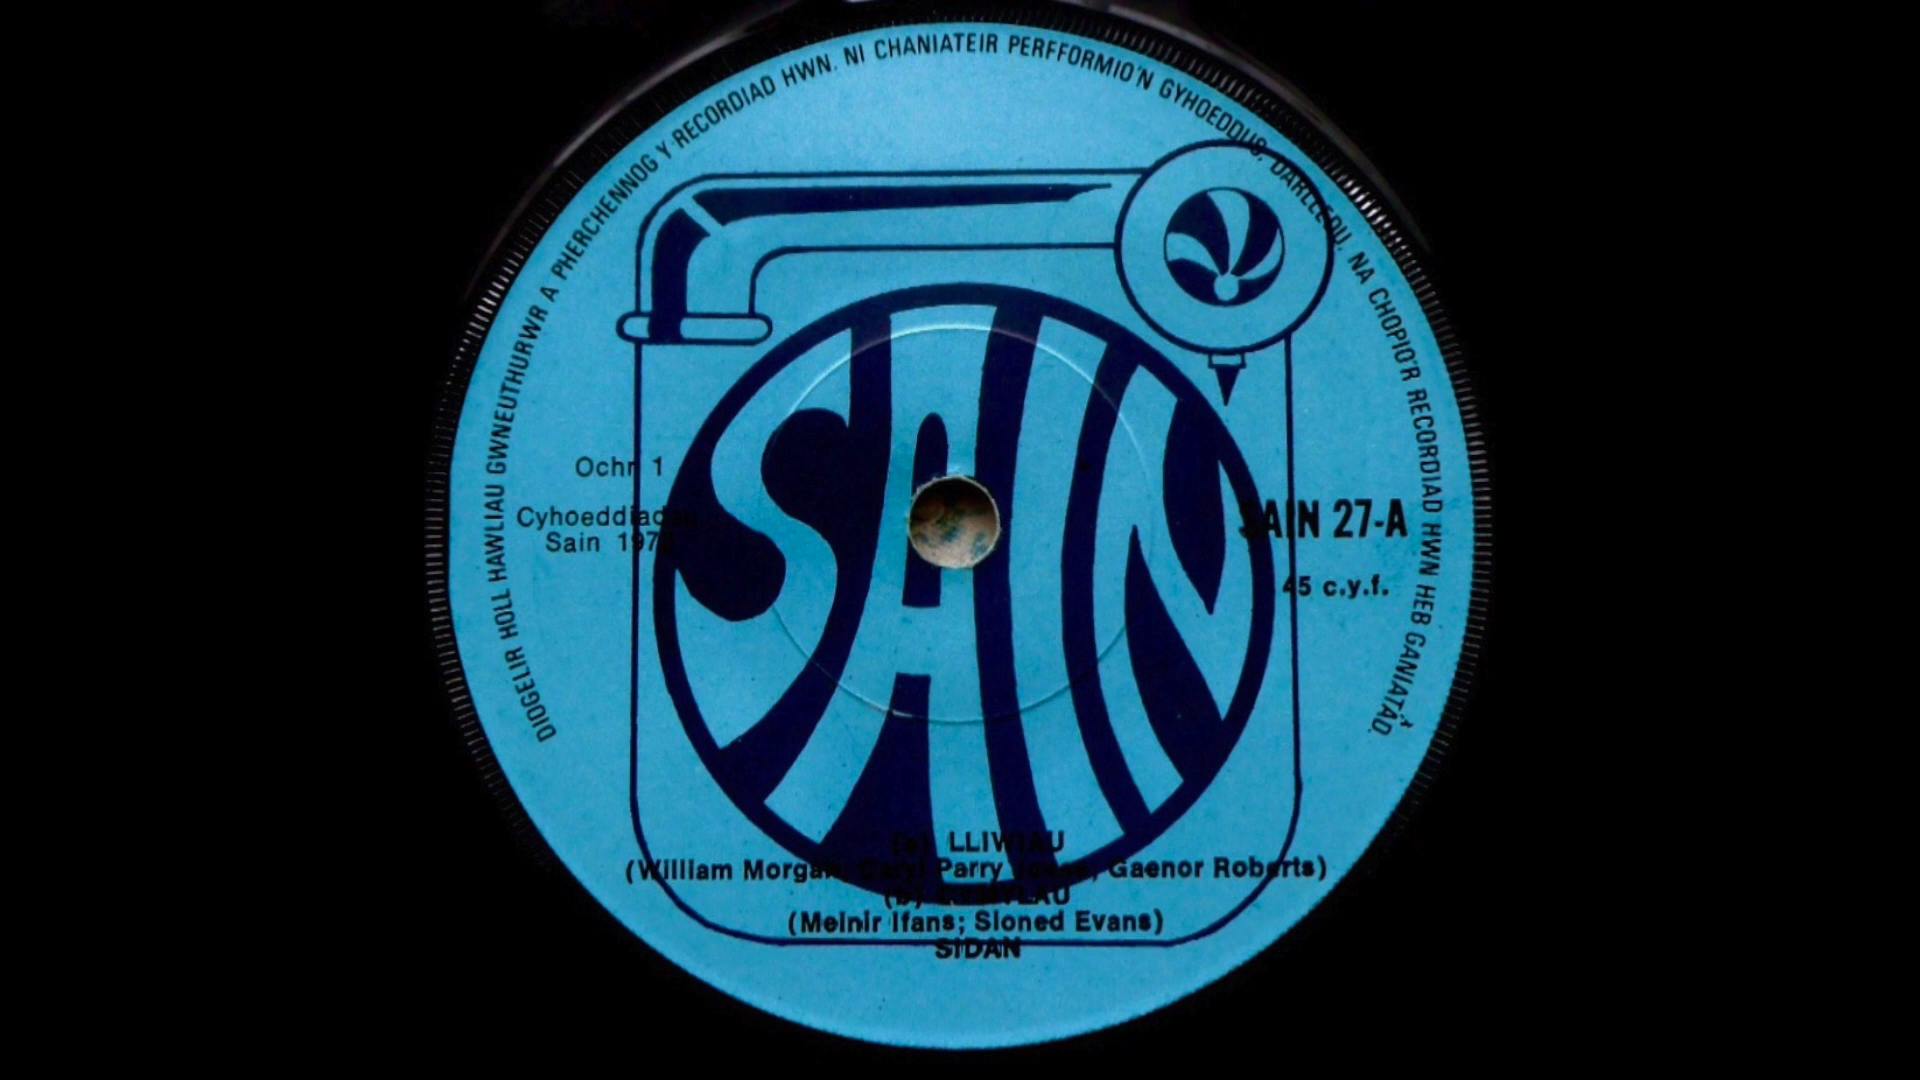 DIOGELIR HOLL HAWLIAU GWNEUTHURWR A PHERCHENNOG Y RECORDIAD HWN. NI CHANIATEIR PERFFORMIO'N GYHOEDDUS, DARLLEDU, NA CHOPIO'R RECORDIAD HWN HEB GANIATÂD.
SAIN
Ochr 1
Cyhoeddiadau
Sain
SAIN 27-A
45 c.y.f.
(a) LLIWIAU
(William Morgan, Caryl Parry Jones, Gaenor Roberts)
(b)
(Meinir Ifans; Sioned Evans)
SIDAN